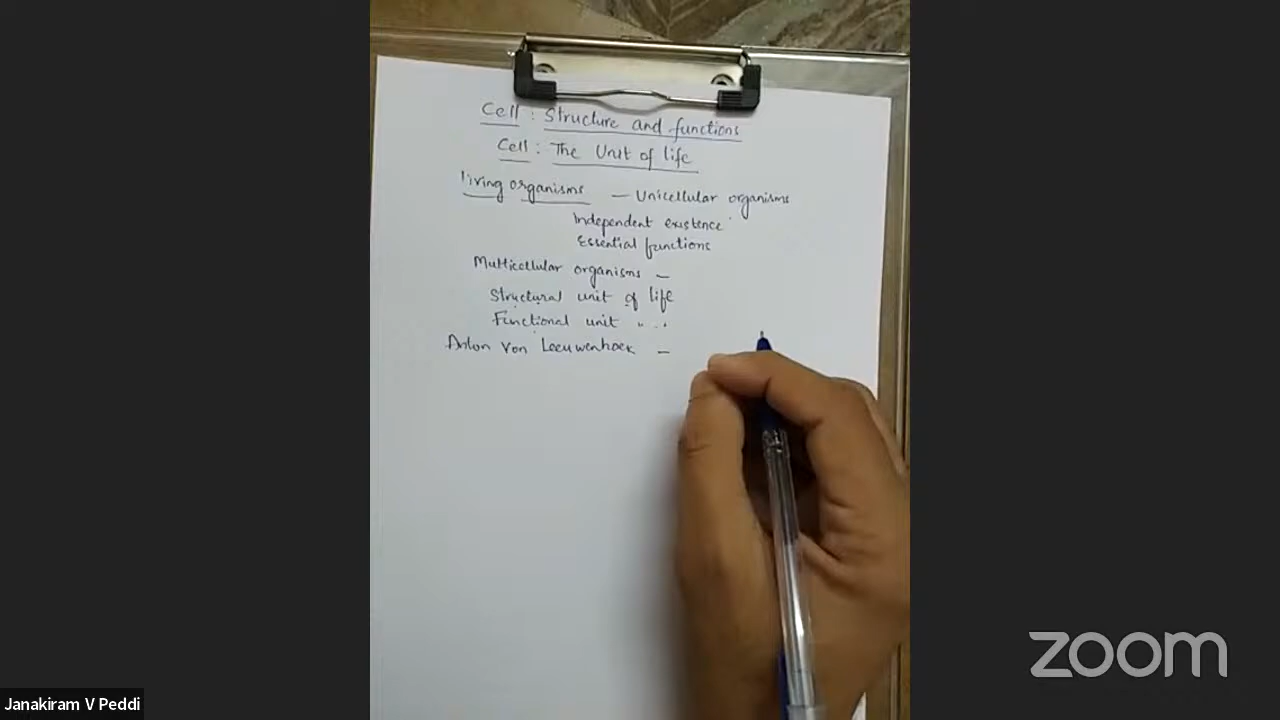 Cell : Structure and functions
Cell : The Unit of life
living organisms — Unicellular organisms
Independent existence
Essential functions
Multicellular organisms —
Structural unit of life
Functional unit " "
Anton Von Leeuwenhoek —
zoom
Janakiram V Peddi